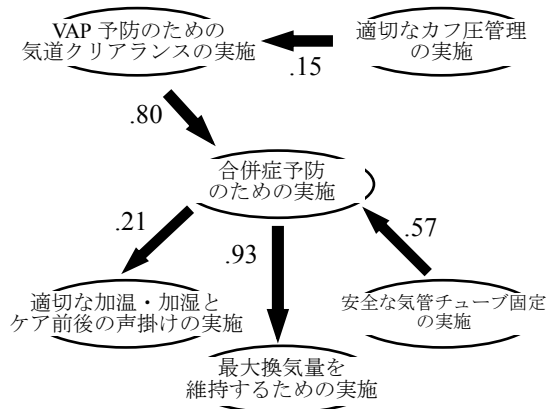 VAP 予防のための
気道クリアランスの実施
適切なカフ圧管理
の実施
.15
.80
合併症予防
のための実施
.21
.93
.57
適切な加温・加湿と
ケア前後の声掛けの実施
安全な気管チューブ固定
の実施
最大換気量を
維持するための実施